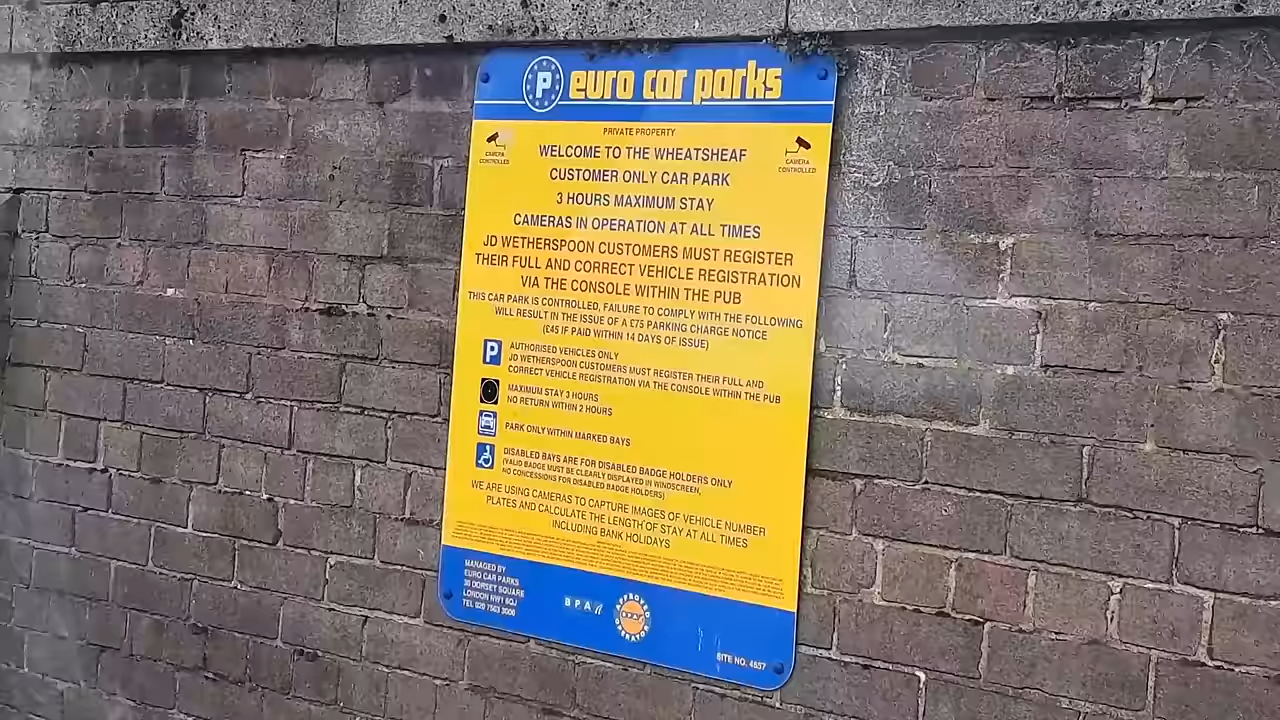 P euro car parks
PRIVATE PROPERTY
CAMERA
CONTROLLED
CAMERA
CONTROLLED
WELCOME TO THE WHEATSHEAF
CUSTOMER ONLY CAR PARK
3 HOURS MAXIMUM STAY
CAMERAS IN OPERATION AT ALL TIMES
JD WETHERSPOON CUSTOMERS MUST REGISTER
THEIR FULL AND CORRECT VEHICLE REGISTRATION
VIA THE CONSOLE WITHIN THE PUB
THIS CAR PARK IS CONTROLLED, FAILURE TO COMPLY WITH THE FOLLOWING
WILL RESULT IN THE ISSUE OF A £75 PARKING CHARGE NOTICE
(£45 IF PAID WITHIN 14 DAYS OF ISSUE)
P
AUTHORISED VEHICLES ONLY
JD WETHERSPOON CUSTOMERS MUST REGISTER THEIR FULL AND
CORRECT VEHICLE REGISTRATION VIA THE CONSOLE WITHIN THE PUB
MAXIMUM STAY 3 HOURS
NO RETURN WITHIN 2 HOURS
PARK ONLY WITHIN MARKED BAYS
DISABLED BAYS ARE FOR DISABLED BADGE HOLDERS ONLY
(VALID BADGE MUST BE CLEARLY DISPLAYED IN WINDSCREEN,
NO CONCESSIONS FOR DISABLED BADGE HOLDERS)
WE ARE USING CAMERAS TO CAPTURE IMAGES OF VEHICLE NUMBER
PLATES AND CALCULATE THE LENGTH OF STAY AT ALL TIMES
INCLUDING BANK HOLIDAYS
MANAGED BY
EURO CAR PARKS
30 DORSET SQUARE
LONDON NW1 6QJ
TEL 020 7563 3000
BPA
APPROVED
BPA
OPERATOR
SITE NO. 4657